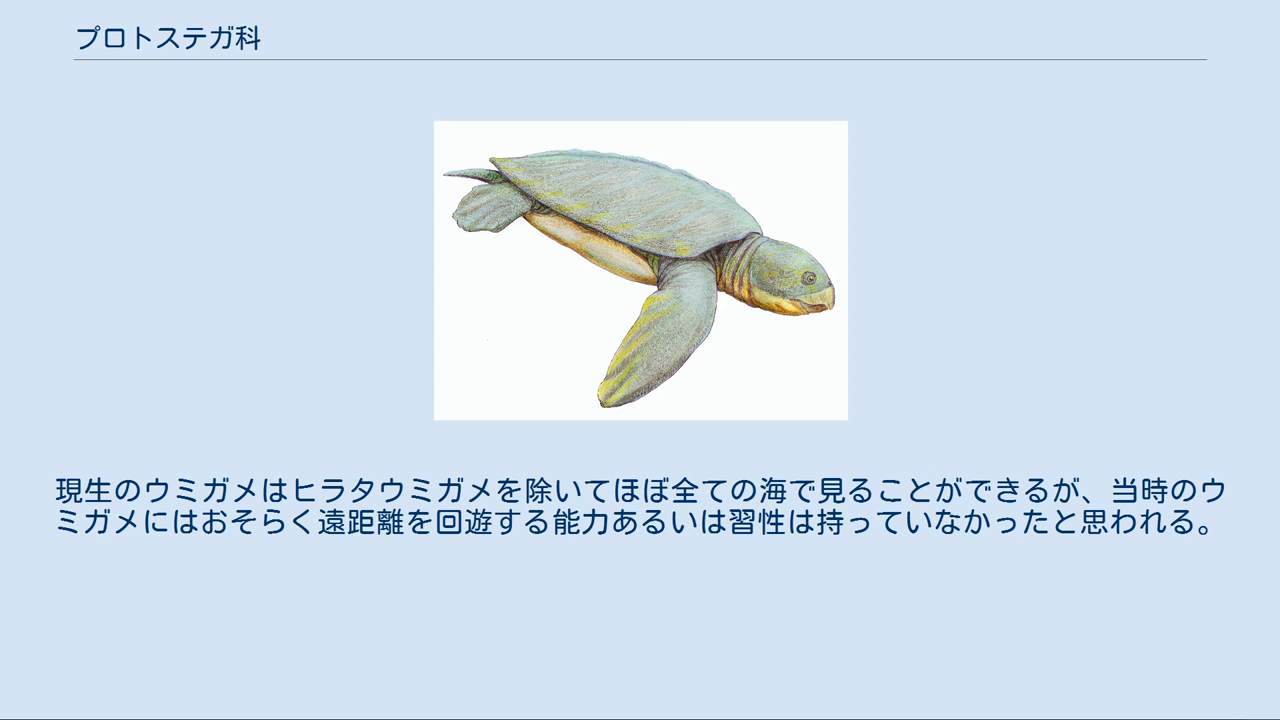 プロトステガ科
現生のウミガメはヒラタウミガメを除いてほぼ全ての海で見ることができるが、当時のウ
ミガメにはおそらく遠距離を回遊する能力あるいは習性は持っていなかったと思われる。